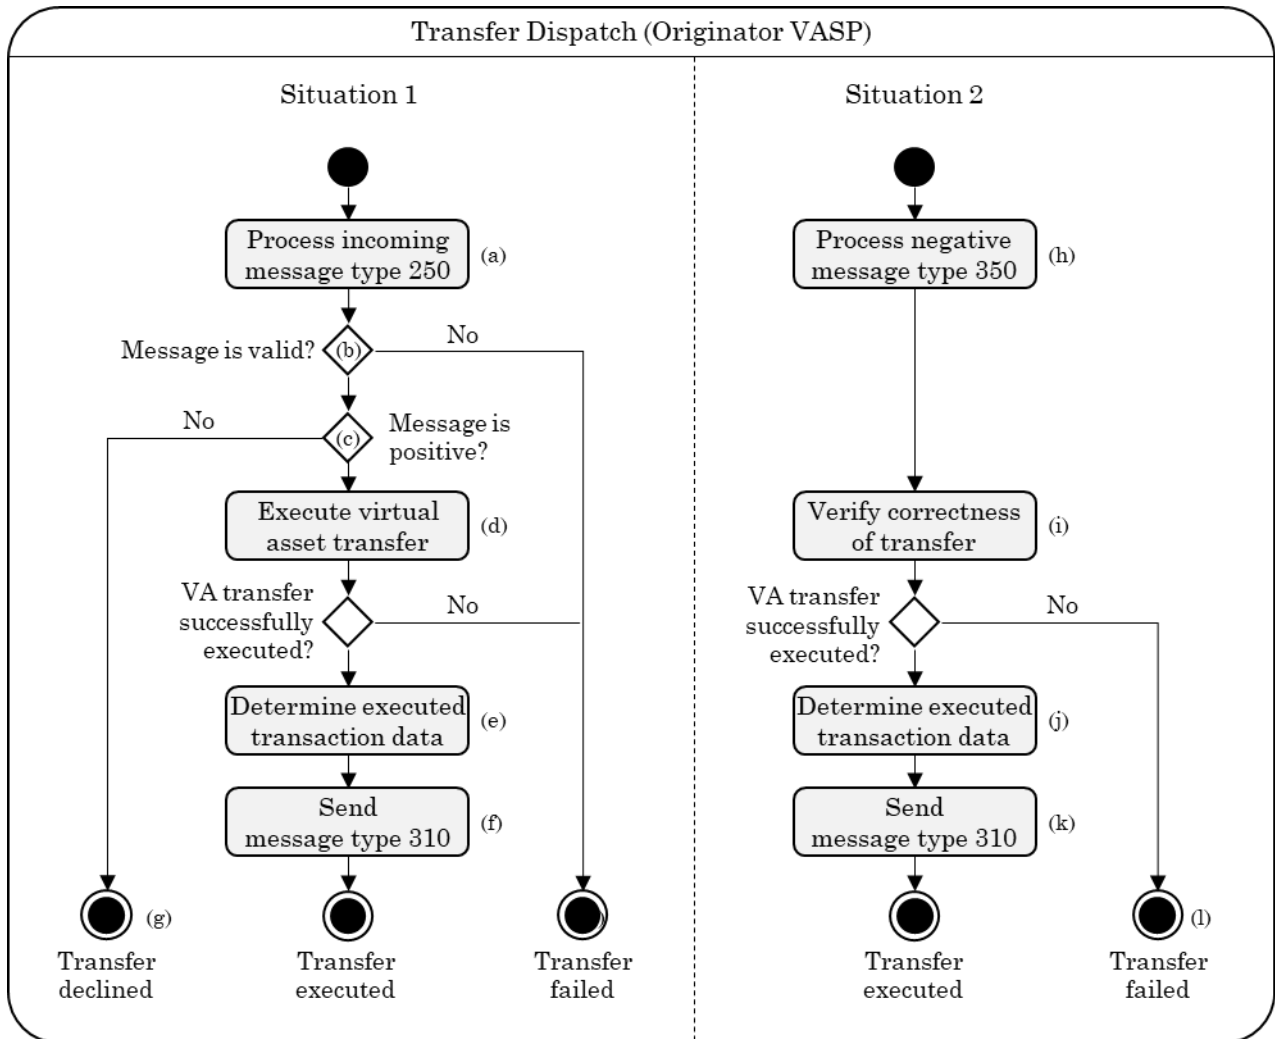 Transfer Dispatch (Originator VASP)
Situation 1
Process incoming
message type 250
(a)
Message is valid?
(b)
No
No
(c)
Message is
positive?
Execute virtual
asset transfer
(d)
VA transfer
successfully
executed?
No
Determine executed
transaction data
(e)
Send
message type 310
(f)
(g)
Transfer
declined
Transfer
executed
)
Transfer
failed
Situation 2
Process negative
message type 350
(h)
Verify correctness
of transfer
(i)
VA transfer
successfully
executed?
No
Determine executed
transaction data
(j)
Send
message type 310
(k)
Transfer
executed
(l)
Transfer
failed